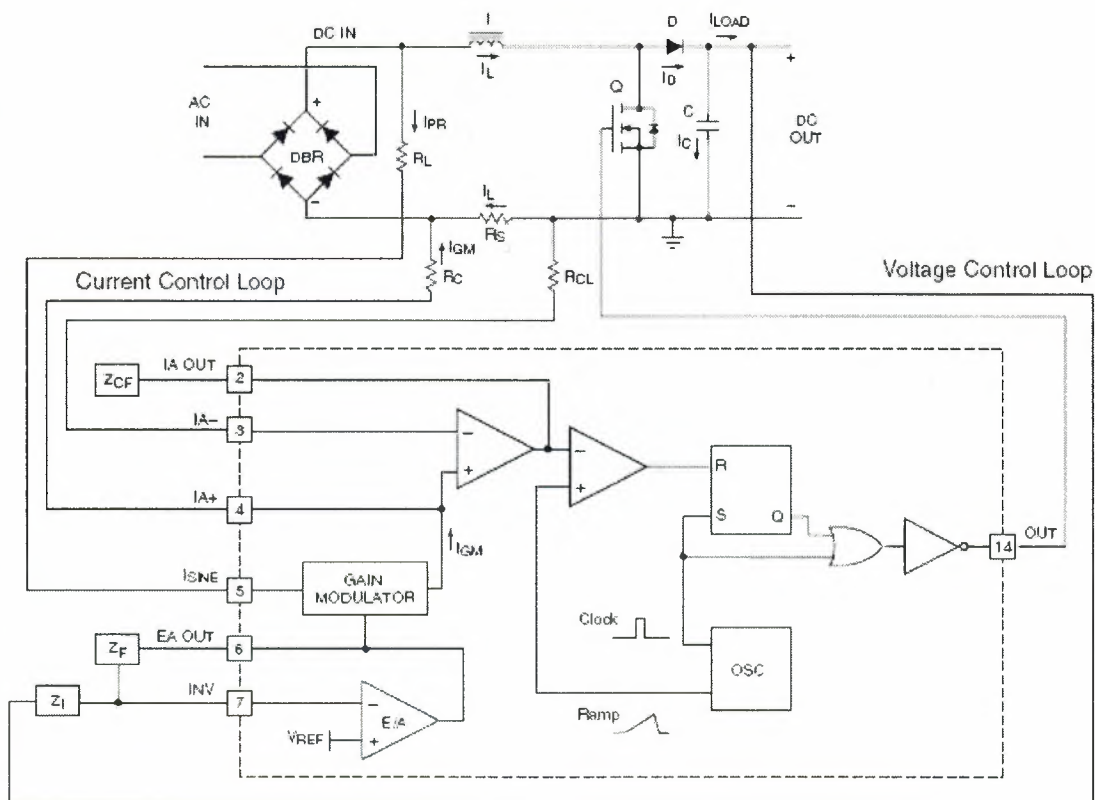 DC IN
I
IL
D
ILOAD
+
ID
Q
C
IC
DC
OUT
AC
IN
+
DBR
−
IPR
RL
IL
RS
−
IGM
RC
RCL
Current Control Loop
Voltage Control Loop
ZCF
IA OUT
2
IA−
3
−
+
−
+
R
S
Q
IA+
4
IGM
OUT
14
ISINE
5
GAIN
MODULATOR
Clock
OSC
ZF
EA OUT
6
ZI
INV
7
−
E/A
+
VREF
Ramp